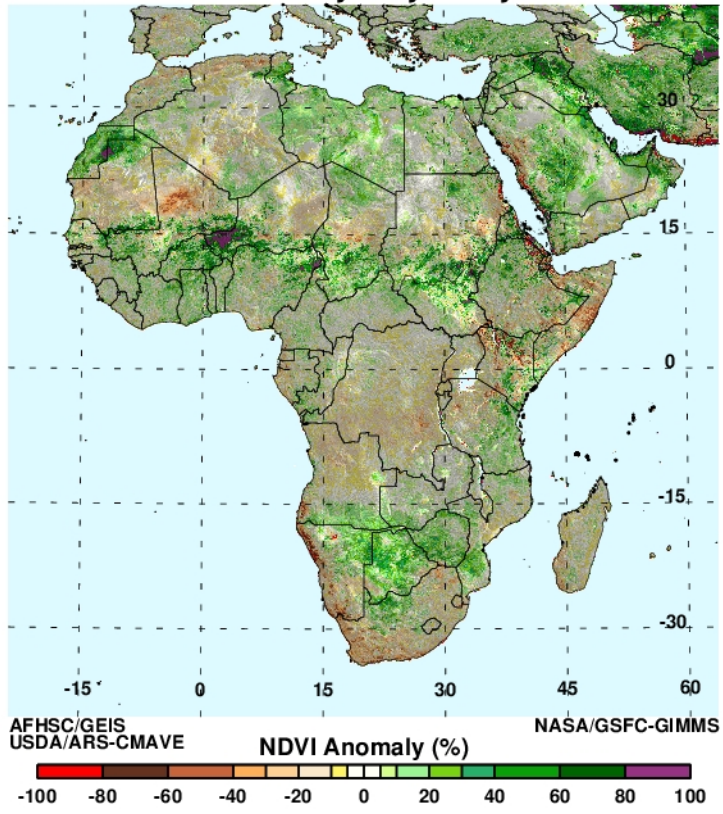 30
15
0
-15
-30
-15 0 15 30 45 60
AFHSC/GEIS
USDA/ARS-CMAVE
NASA/GSFC-GIMMS
NDVI Anomaly (%)
-100 -80 -60 -40 -20 0 20 40 60 80 100